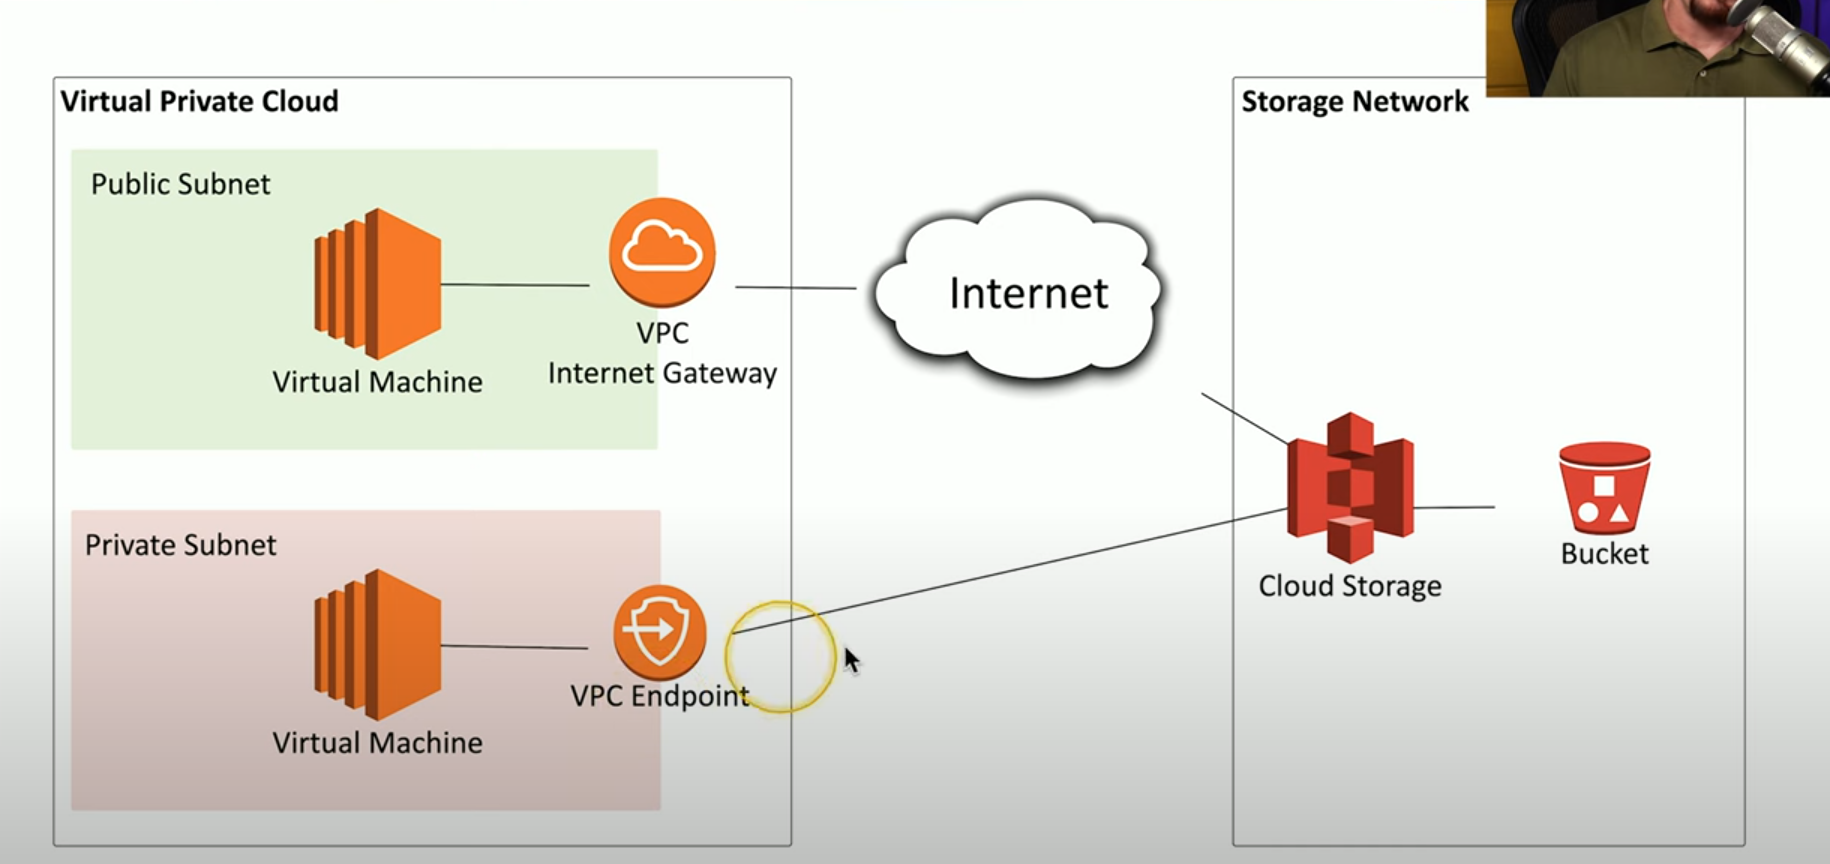 Virtual Private Cloud
Public Subnet
Virtual Machine
VPC
Internet Gateway
Internet
Private Subnet
Virtual Machine
VPC Endpoint
Storage Network
Cloud Storage
Bucket